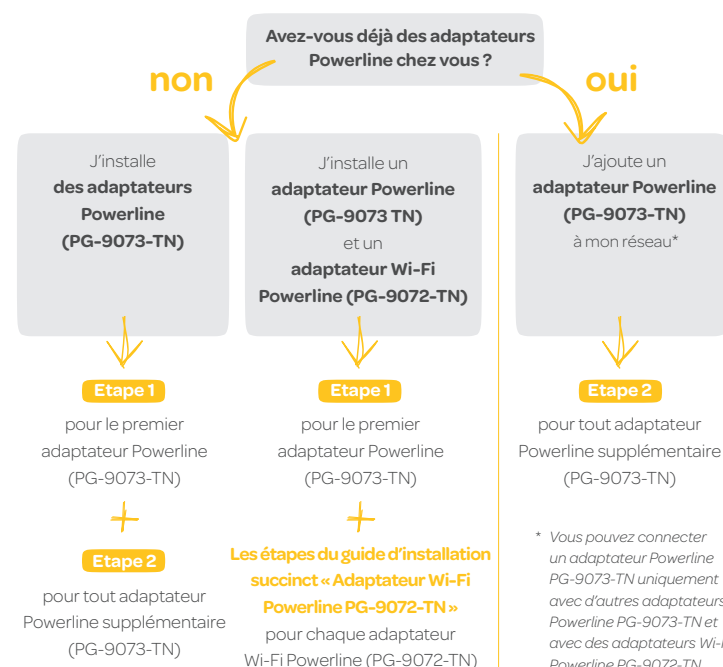 Avez-vous déjà des adaptateurs
Powerline chez vous ?
non
oui
J'installe
des adaptateurs
Powerline
(PG-9073-TN)
Etape 1
pour le premier
adaptateur Powerline
(PG-9073-TN)
+
Etape 2
pour tout adaptateur
Powerline supplémentaire
(PG-9073-TN)
J'installe un
adaptateur Powerline
(PG-9073 TN)
et un
adaptateur Wi-Fi
Powerline (PG-9072-TN)
Etape 1
pour le premier
adaptateur Powerline
(PG-9073-TN)
+
Les étapes du guide d'installation
succinct « Adaptateur Wi-Fi
Powerline PG-9072-TN »
pour chaque adaptateur
Wi-Fi Powerline (PG-9072-TN)
J'ajoute un
adaptateur Powerline
(PG-9073-TN)
à mon réseau*
Etape 2
pour tout adaptateur
Powerline supplémentaire
(PG-9073-TN)
* Vous pouvez connecter
un adaptateur Powerline
PG-9073-TN uniquement
avec d'autres adaptateurs
Powerline PG-9073-TN et
avec des adaptateurs Wi-F
Powerline PG-9072-TN